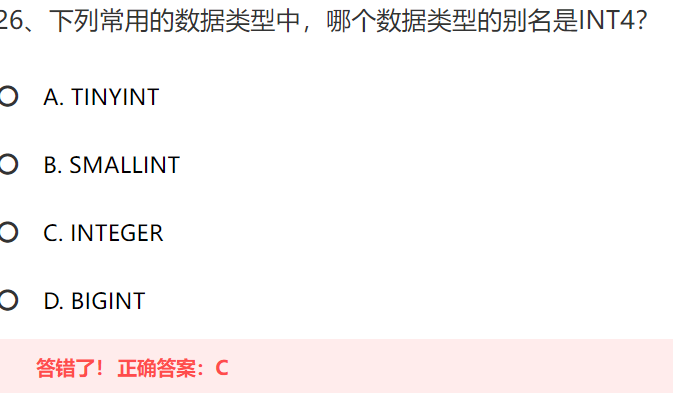 26、下列常用的数据类型中，哪个数据类型的别名是INT4？
A. TINYINT
B. SMALLINT
C. INTEGER
D. BIGINT
答错了！正确答案：C